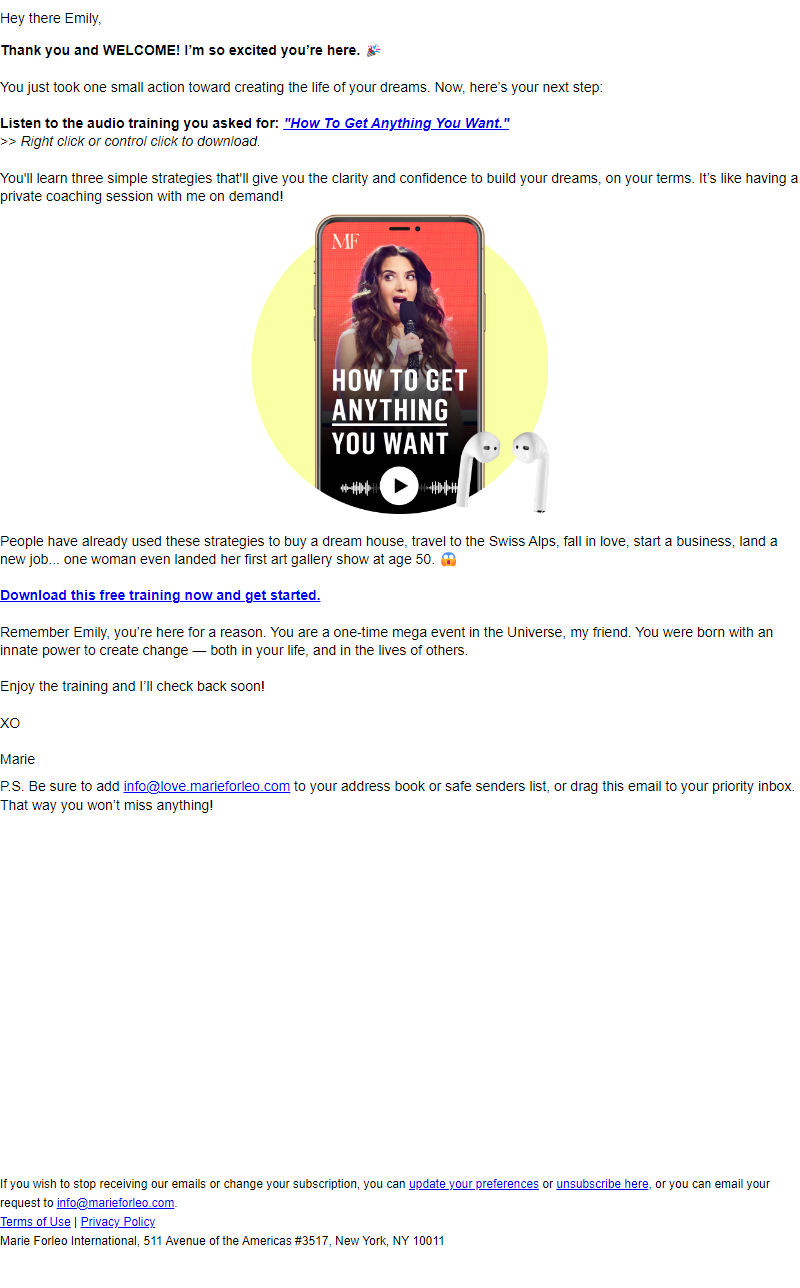 Hey there Emily,
Thank you and WELCOME! I’m so excited you’re here. 🎉
You just took one small action toward creating the life of your dreams. Now, here’s your next step:
Listen to the audio training you asked for: "How To Get Anything You Want."
>> Right click or control click to download.
You'll learn three simple strategies that'll give you the clarity and confidence to build your dreams, on your terms. It’s like having a
private coaching session with me on demand!
MF
HOW TO GET
ANYTHING
YOU WANT
People have already used these strategies to buy a dream house, travel to the Swiss Alps, fall in love, start a business, land a
new job... one woman even landed her first art gallery show at age 50. 😱
Download this free training now and get started.
Remember Emily, you’re here for a reason. You are a one-time mega event in the Universe, my friend. You were born with an
innate power to create change — both in your life, and in the lives of others.
Enjoy the training and I’ll check back soon!
XO
Marie
P.S. Be sure to add info@love.marieforleo.com to your address book or safe senders list, or drag this email to your priority inbox.
That way you won’t miss anything!
If you wish to stop receiving our emails or change your subscription, you can update your preferences or unsubscribe here, or you can email your
request to info@marieforleo.com.
Terms of Use | Privacy Policy
Marie Forleo International, 511 Avenue of the Americas #3517, New York, NY 10011